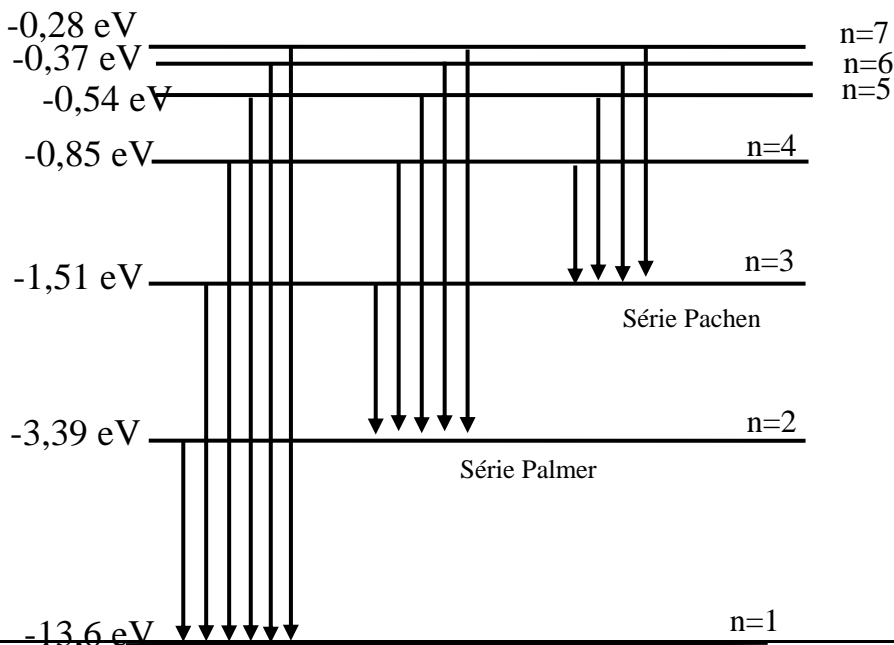 -0,28 eV
n=7
-0,37 eV
n=6
-0,54 eV
n=5
-0,85 eV
n=4
-1,51 eV
n=3
Série Pachen
-3,39 eV
n=2
Série Palmer
-13,6 eV
n=1